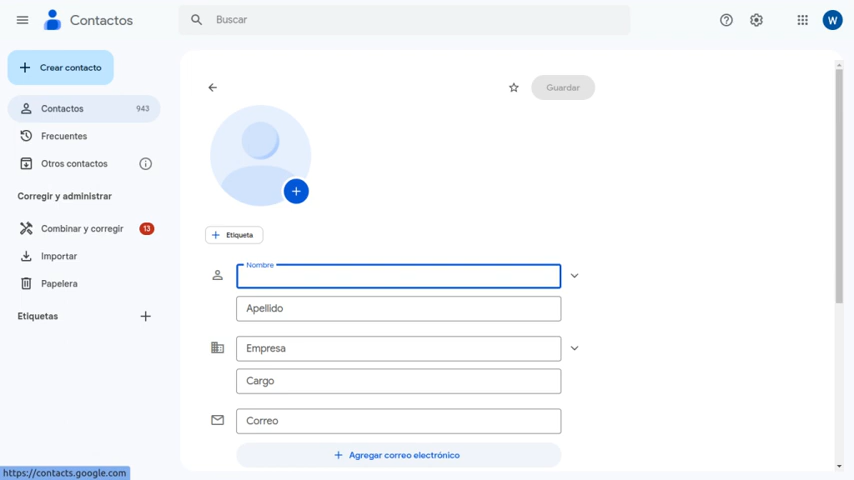 Contactos
Buscar
W
Crear contacto
Guardar
Contactos 943
Frecuentes
Otros contactos
Corregir y administrar
Etiqueta
Combinar y corregir 13
Importar
Nombre
Papelera
Apellido
Etiquetas
Empresa
Cargo
Correo
Agregar correo electrónico
https://contacts.google.com